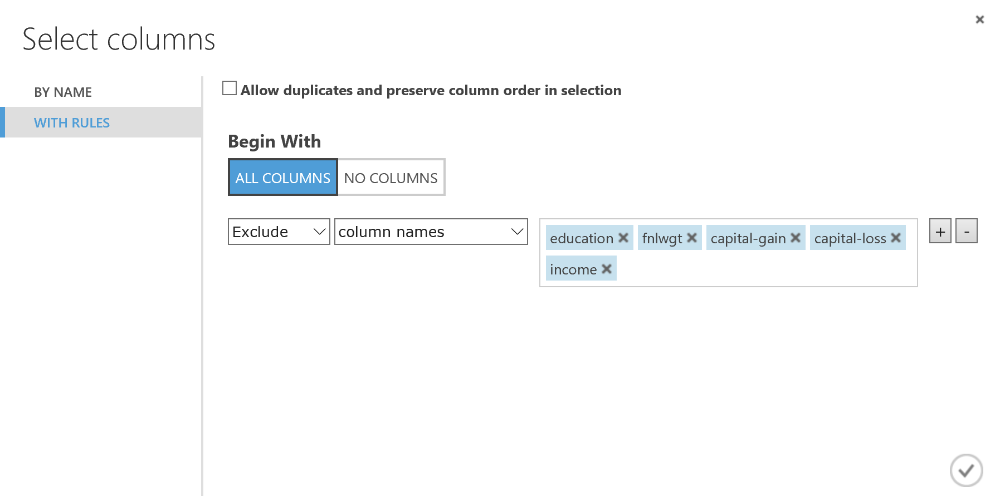 Select columns
BY NAME
WITH RULES
Allow duplicates and preserve column order in selection
Begin With
ALL COLUMNS NO COLUMNS
Exclude column names education fnlwgt capital-gain capital-loss + -
income